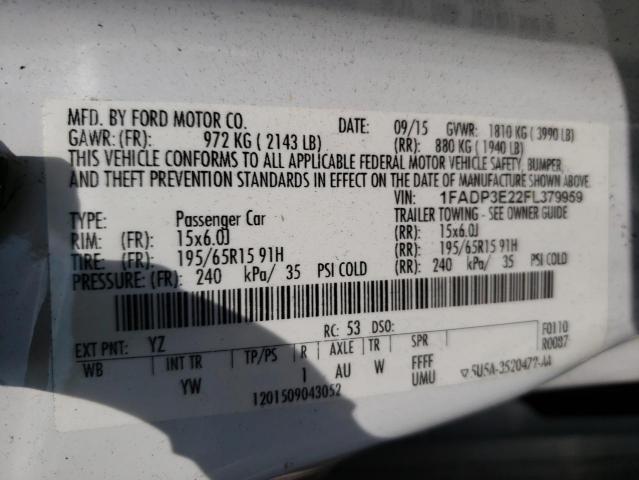 MFD. BY FORD MOTOR CO. DATE: 09/15 GVWR: 1810 KG ( 3990 LB)
GAWR: (FR): 972 KG ( 2143 LB) (RR): 880 KG ( 1940 LB)
THIS VEHICLE CONFORMS TO ALL APPLICABLE FEDERAL MOTOR VEHICLE SAFETY, BUMPER,
AND THEFT PREVENTION STANDARDS IN EFFECT ON THE DATE OF MANUFACTURE SHOWN ABOVE
VIN: 1FADP3E22FL379959
TYPE: Passenger Car TRAILER TOWING - SEE OWNER GUIDE
RIM: (FR): 15x6.0J (RR): 15x6.0J
TIRE: (FR): 195/65R15 91H (RR): 195/65R15 91H
PRESSURE: (FR): 240 kPa/ 35 PSI COLD (RR): 240 kPa/ 35 PSI COLD
EXT PNT: YZ RC: 53 DSO: F0110
R0087
WB INT TR TP/PS R AXLE TR SPR
YW 1 AU W FFFF
UMU
1201509043052
5U5A-3520472-AA